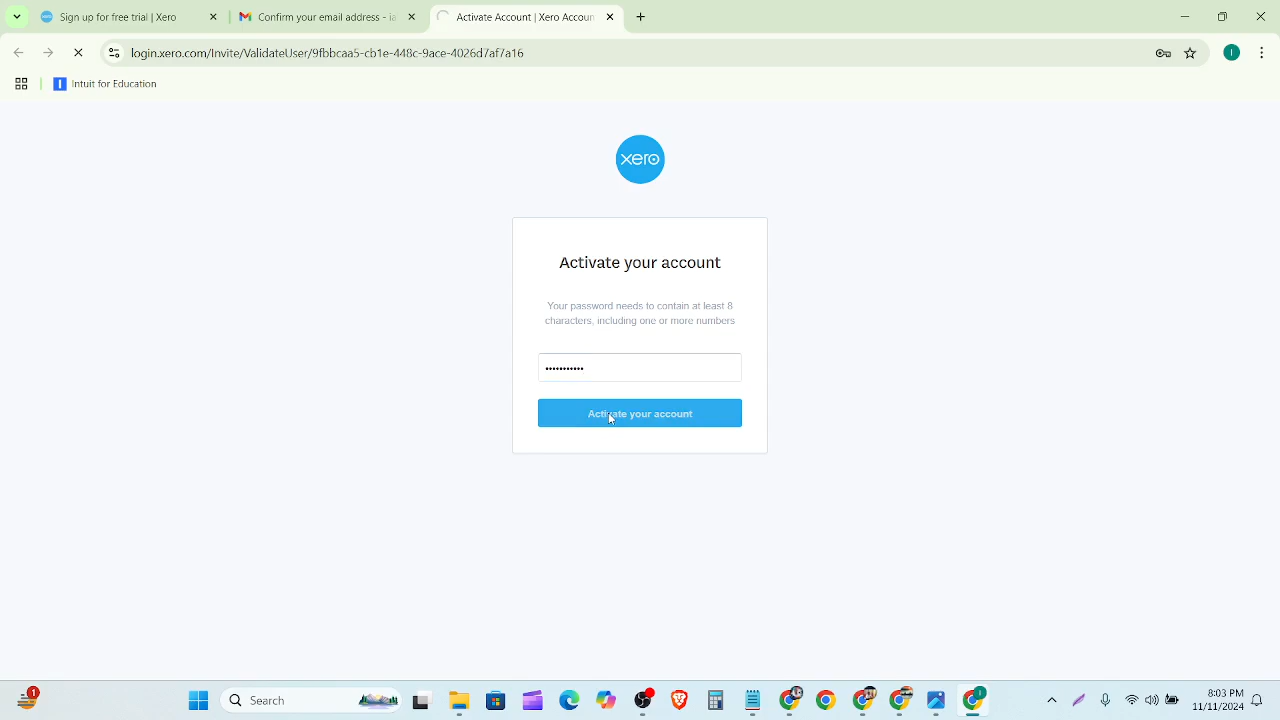 Sign up for free trial | Xero
Confirm your email address - ia
Activate Account | Xero Accoun
login.xero.com/Invite/ValidateUser/9fbbcaa5-cb1e-448c-9ace-4026d7af7a16
I
I Intuit for Education
xero
Activate your account
Your password needs to contain at least 8
characters, including one or more numbers
•••••••••••
Activate your account
1
Search
8:03 PM
11/11/2024